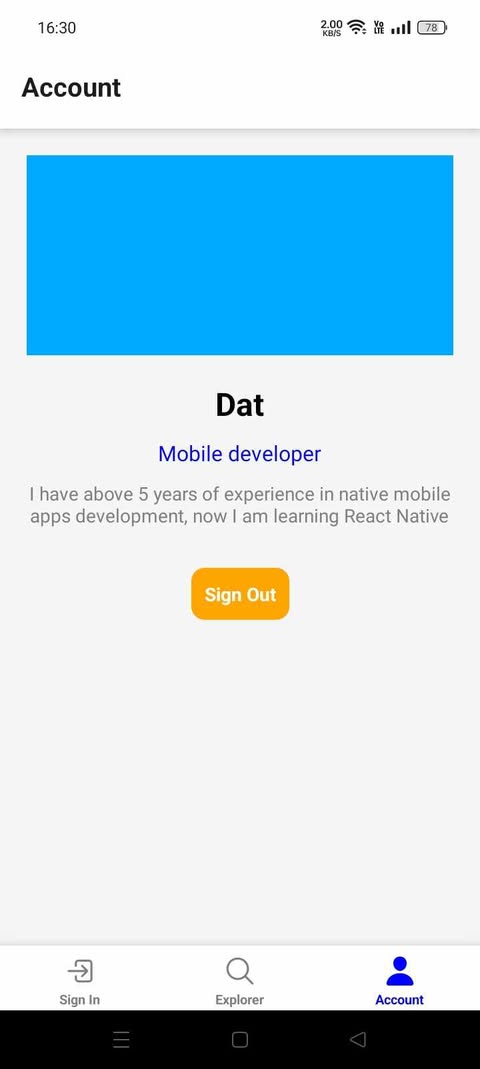 16:30
2.00
KB/S
Vo
LTE
78
Account
Dat
Mobile developer
I have above 5 years of experience in native mobile
apps development, now I am learning React Native
Sign Out
Sign In
Explorer
Account